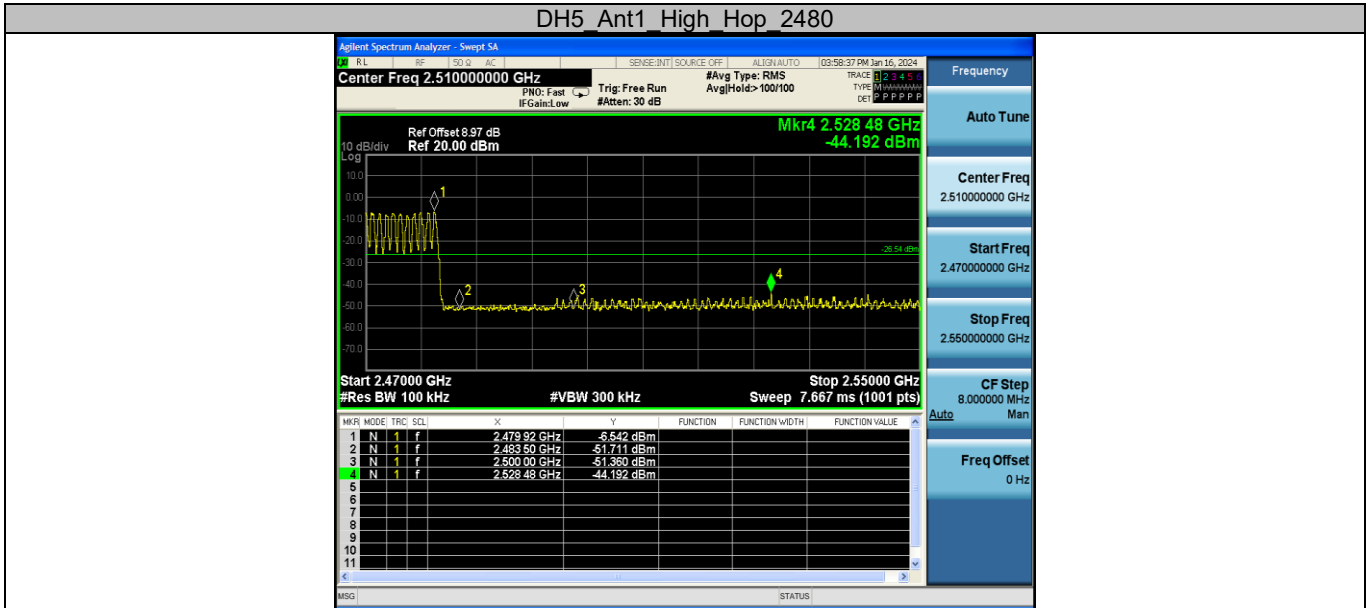 DH5_Ant1_High_Hop_2480
Agilent Spectrum Analyzer - Swept SA
RL RF 50 Ω AC SENSE:INT SOURCE OFF ALIGNAUTO 03:58:37 PM Jan 16, 2024
Center Freq 2.510000000 GHz
PNO: Fast
IFGain:Low
Trig: Free Run
#Atten: 30 dB
#Avg Type: RMS
Avg|Hold:>100/100
TRACE 1 2 3 4 5 6
TYPE M
DET P P P P P P
Frequency
Mkr4 2.528 48 GHz
-44.192 dBm
Ref Offset 8.97 dB
10 dB/div Ref 20.00 dBm
Log
10.0
0.00
-10.0
-20.0
-30.0
-40.0
-50.0
-60.0
-70.0
1
2
3
4
-26.54 dBm
Start 2.47000 GHz Stop 2.55000 GHz
#Res BW 100 kHz #VBW 300 kHz Sweep 7.667 ms (1001 pts)
MKR MODE TRC SCL X Y FUNCTION FUNCTION WIDTH FUNCTION VALUE
1 N 1 f 2.479 92 GHz -6.542 dBm
2 N 1 f 2.483 50 GHz -51.711 dBm
3 N 1 f 2.500 00 GHz -51.360 dBm
4 N 1 f 2.528 48 GHz -44.192 dBm
5
6
7
8
9
10
11
Auto Tune
Center Freq
2.510000000 GHz
Start Freq
2.470000000 GHz
Stop Freq
2.550000000 GHz
CF Step
8.000000 MHz
Auto Man
Freq Offset
0 Hz
MSG STATUS